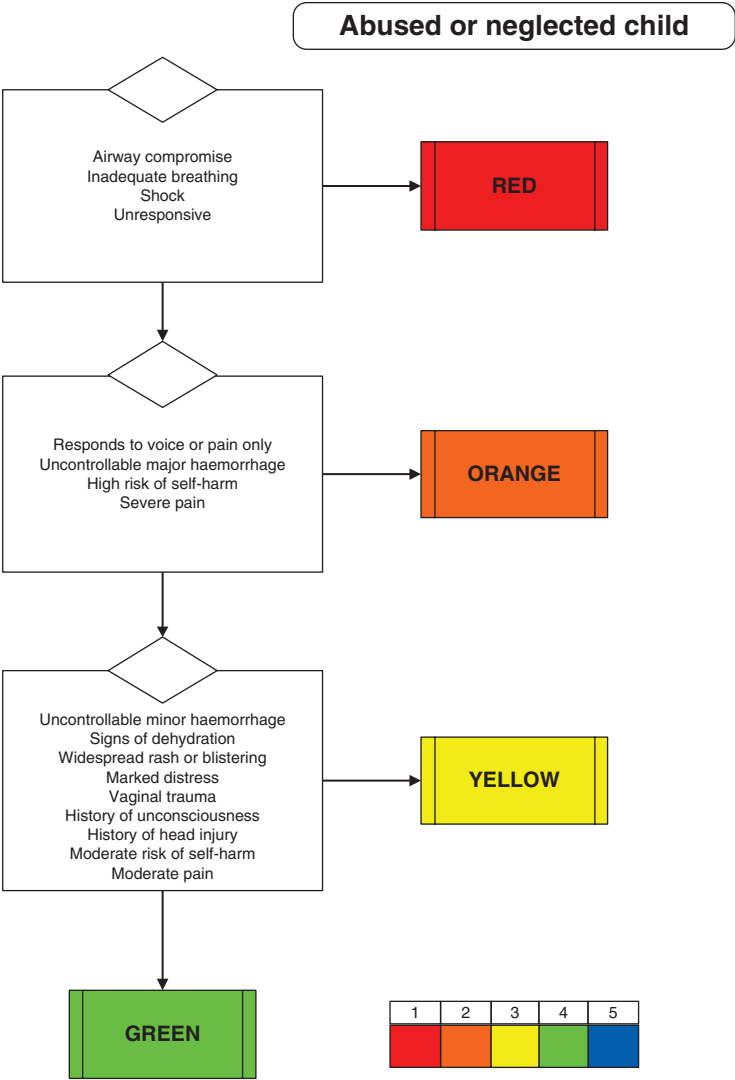 Abused or neglected child
Airway compromise
Inadequate breathing
Shock
Unresponsive
RED
Responds to voice or pain only
Uncontrollable major haemorrhage
High risk of self-harm
Severe pain
ORANGE
Uncontrollable minor haemorrhage
Signs of dehydration
Widespread rash or blistering
Marked distress
Vaginal trauma
History of unconsciousness
History of head injury
Moderate risk of self-harm
Moderate pain
YELLOW
GREEN
1 2 3 4 5